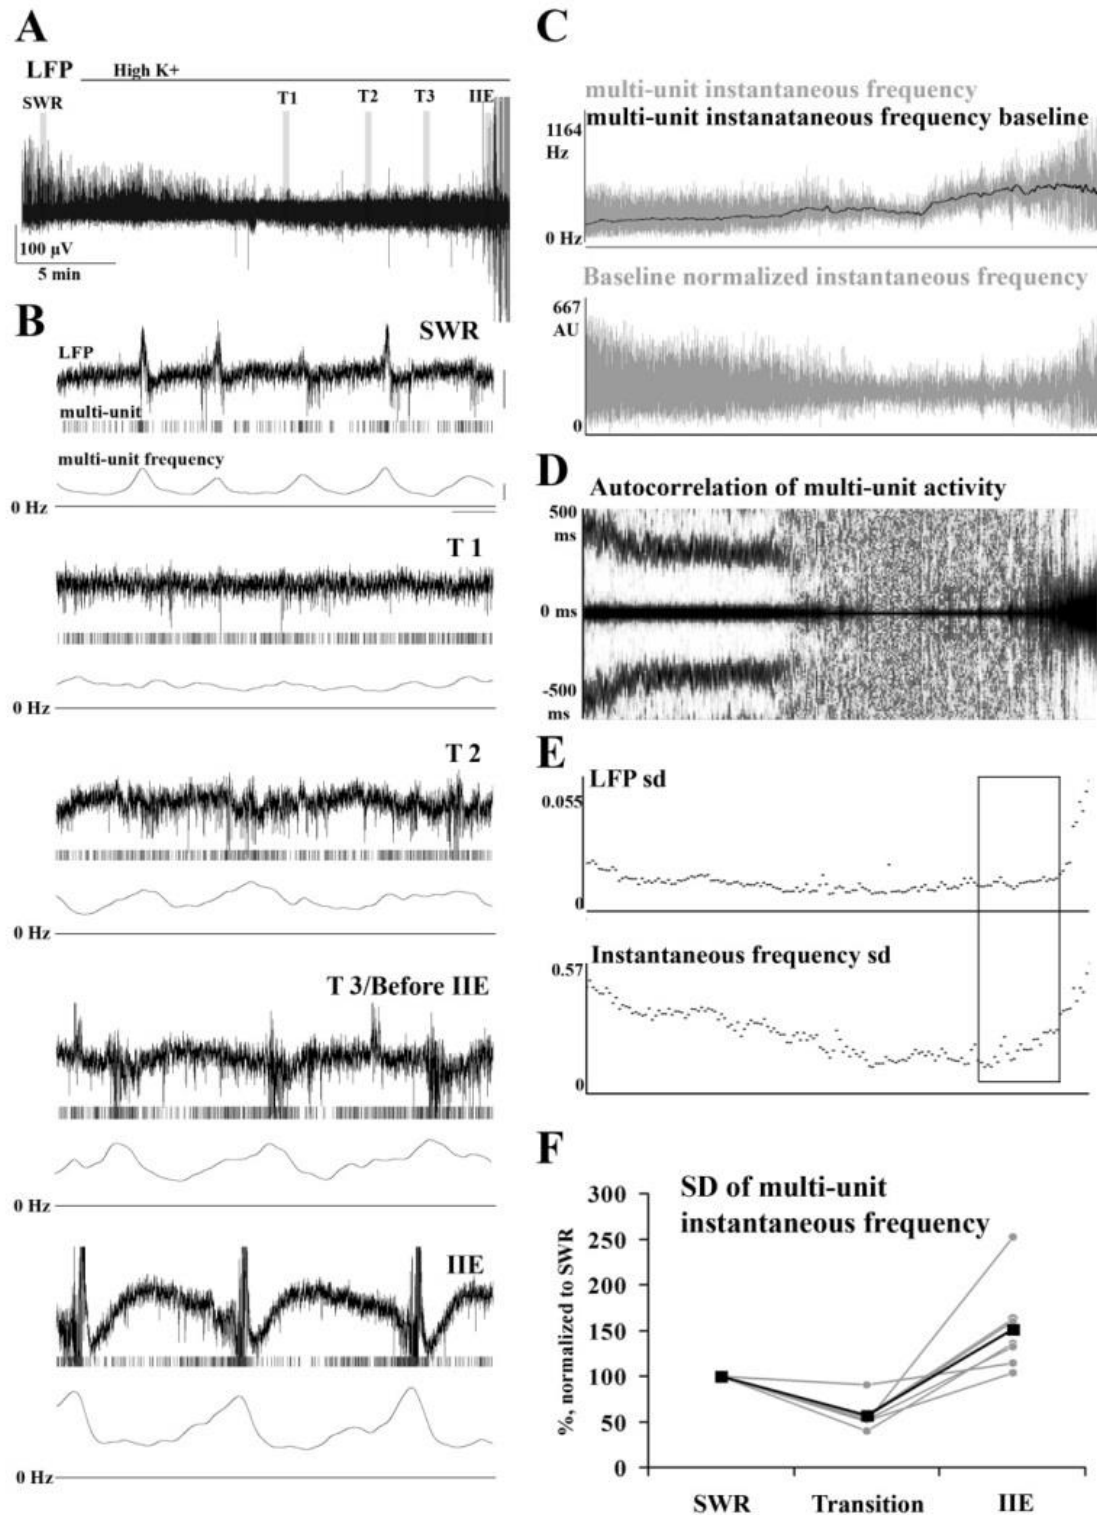 A
LFP
High K+
SWR
T1
T2
T3
IIE
100 µV
5 min
B
SWR
LFP
multi-unit
multi-unit frequency
0 Hz
T 1
0 Hz
T 2
0 Hz
T 3/Before IIE
0 Hz
IIE
0 Hz
C
multi-unit instantaneous frequency
multi-unit instanataneous frequency baseline
1164
Hz
0 Hz
Baseline normalized instantaneous frequency
667
AU
0
D
Autocorrelation of multi-unit activity
500
ms
0 ms
-500
ms
E
LFP sd
0.055
0
Instantaneous frequency sd
0.57
0
F
SD of multi-unit
instantaneous frequency
%, normalized to SWR
300
250
200
150
100
50
0
SWR
Transition
IIE